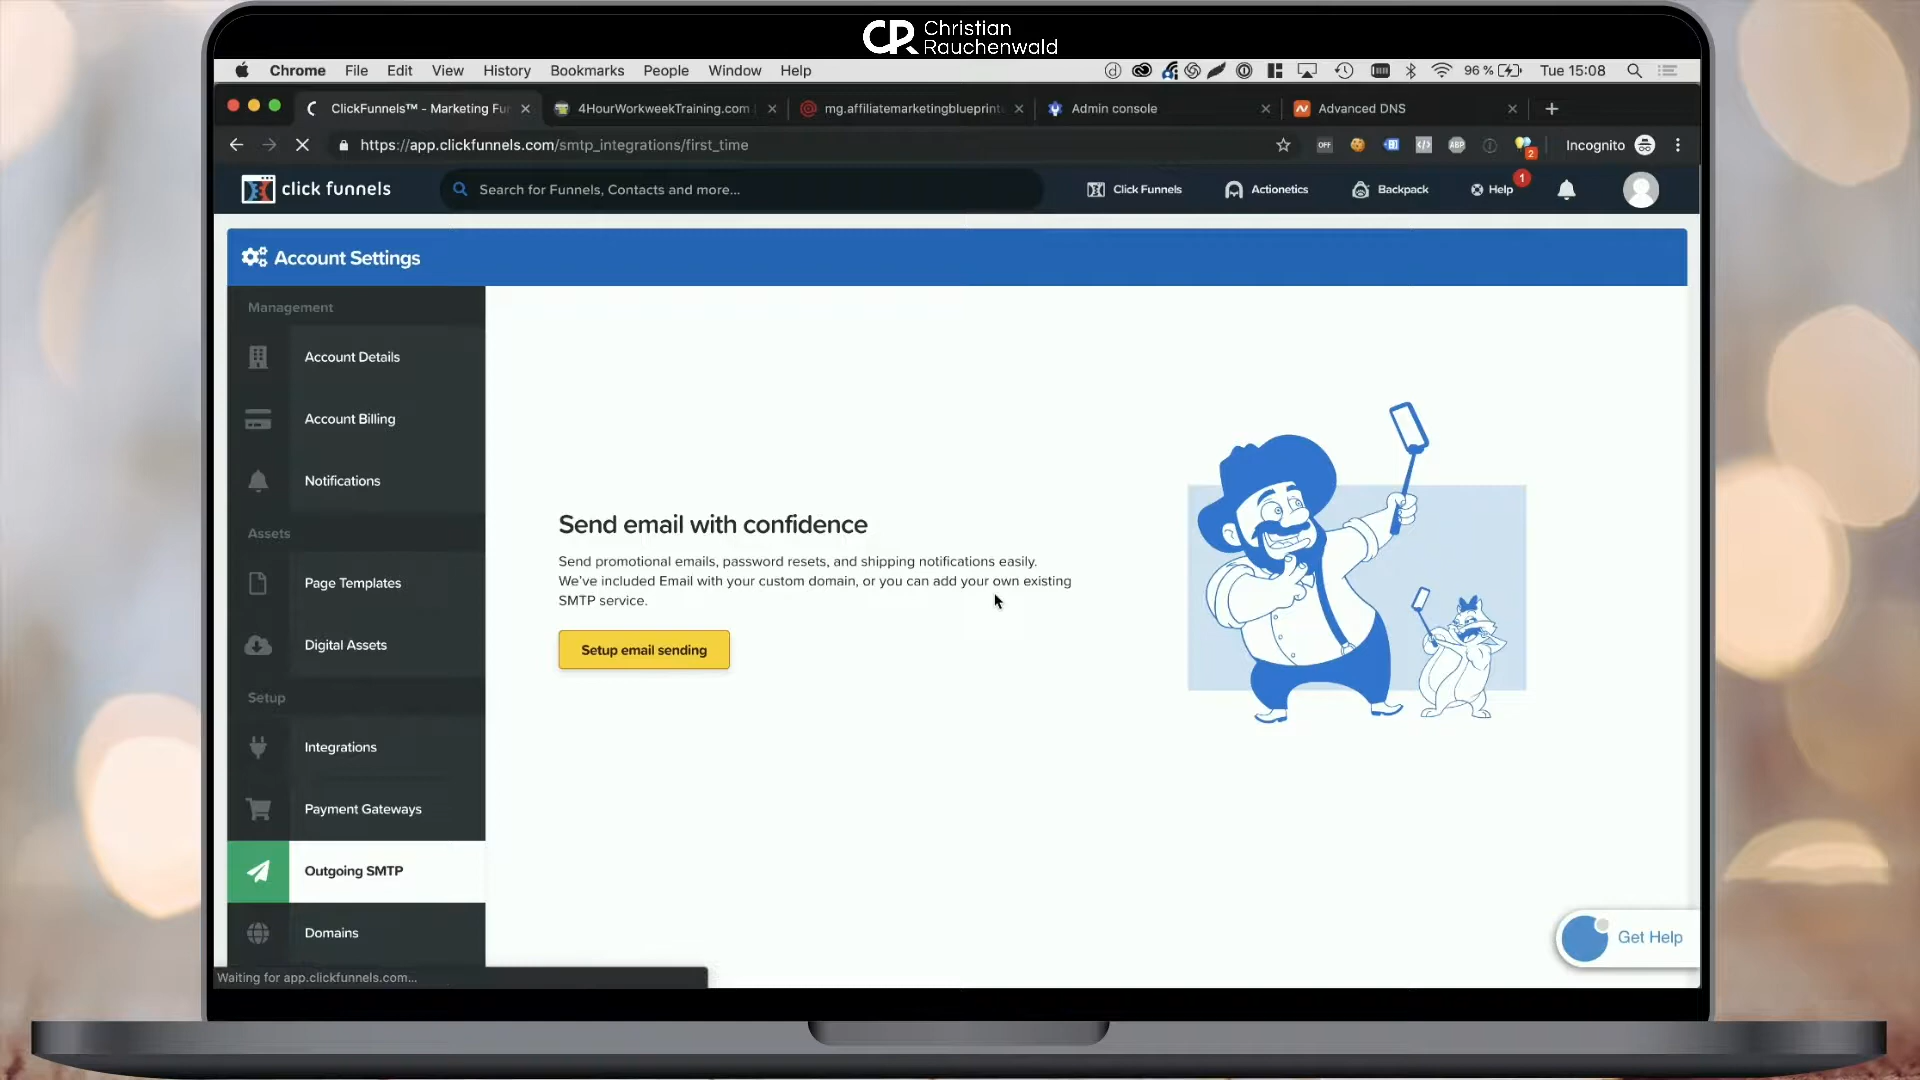 Christian
Rauchenwald
Chrome File Edit View History Bookmarks People Window Help 96 % Tue 15:08
ClickFunnels™ - Marketing Fu 4HourWorkweekTraining.com mg.affiliatemarketingblueprint Admin console Advanced DNS
https://app.clickfunnels.com/smtp_integrations/first_time
OFF ABP 2 Incognito
click funnels Search for Funnels, Contacts and more... Click Funnels Actionetics Backpack Help 1
Account Settings
Management
Account Details
Account Billing
Notifications
Assets
Page Templates
Digital Assets
Setup
Integrations
Payment Gateways
Outgoing SMTP
Domains
Send email with confidence
Send promotional emails, password resets, and shipping notifications easily.
We've included Email with your custom domain, or you can add your own existing
SMTP service.
Setup email sending
Get Help
Waiting for app.clickfunnels.com...